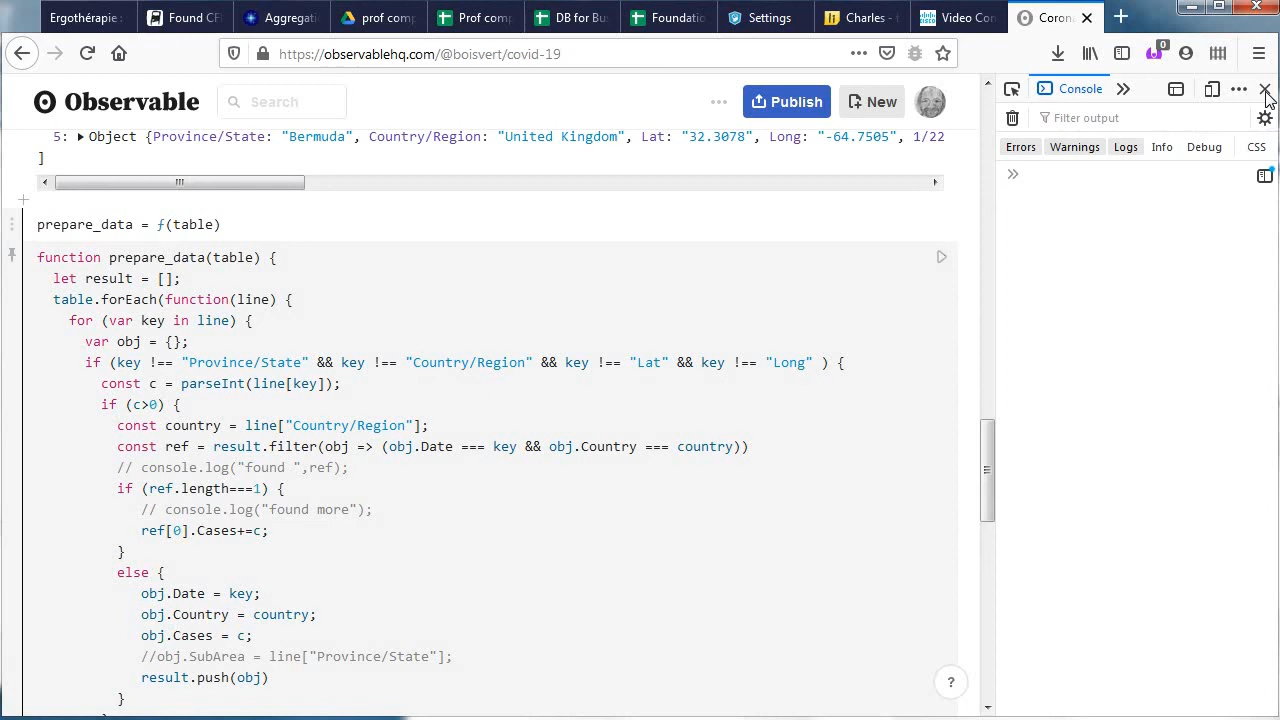 Ergothérapie
Found CF
Aggregati
prof comp
Prof comp
DB for Bus
Foundatio
Settings
Charles -
Video Con
Corona
https://observablehq.com/@boisvert/covid-19
0
Observable
Search
Publish
New
Console
Filter output
Errors
Warnings
Logs
Info
Debug
CSS
5: ▶ Object {Province/State: "Bermuda", Country/Region: "United Kingdom", Lat: "32.3078", Long: "-64.7505", 1/22
]
prepare_data = ƒ(table)
function prepare_data(table) {
let result = [];
table.forEach(function(line) {
for (var key in line) {
var obj = {};
if (key !== "Province/State" && key !== "Country/Region" && key !== "Lat" && key !== "Long" ) {
const c = parseInt(line[key]);
if (c>0) {
const country = line["Country/Region"];
const ref = result.filter(obj => (obj.Date === key && obj.Country === country))
// console.log("found ",ref);
if (ref.length===1) {
// console.log("found more");
ref[0].Cases+=c;
}
else {
obj.Date = key;
obj.Country = country;
obj.Cases = c;
//obj.SubArea = line["Province/State"];
result.push(obj)
}
?